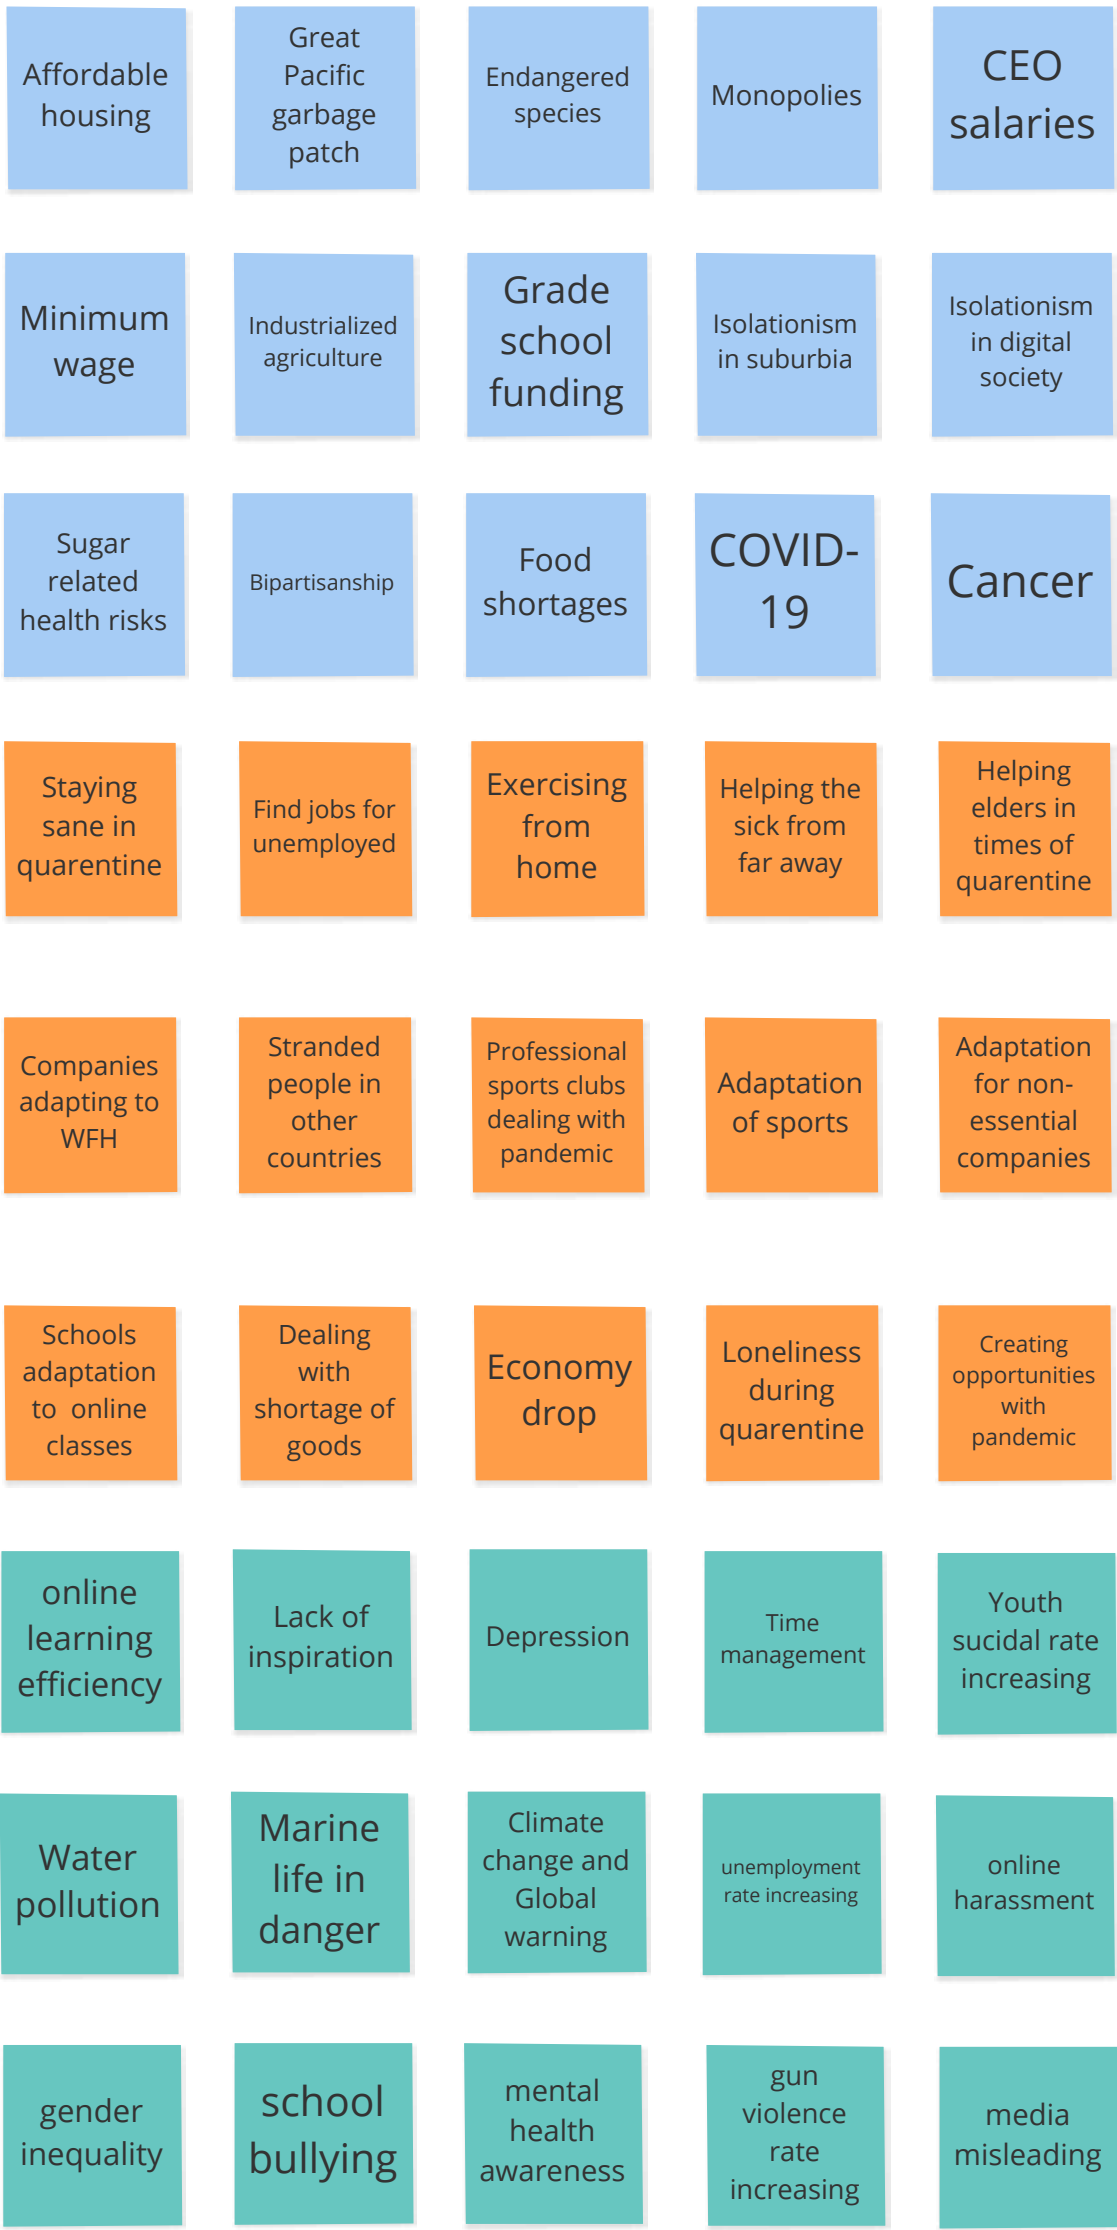 Affordable
housing
Great
Pacific
garbage
patch
Endangered
species
Monopolies
CEO
salaries
Minimum
wage
Industrialized
agriculture
Grade
school
funding
Isolationism
in suburbia
Isolationism
in digital
society
Sugar
related
health risks
Bipartisanship
Food
shortages
COVID-
19
Cancer
Staying
sane in
quarentine
Find jobs for
unemployed
Exercising
from
home
Helping the
sick from
far away
Helping
elders in
times of
quarentine
Companies
adapting to
WFH
Stranded
people in
other
countries
Professional
sports clubs
dealing with
pandemic
Adaptation
of sports
Adaptation
for non-
essential
companies
Schools
adaptation
to online
classes
Dealing
with
shortage of
goods
Economy
drop
Loneliness
during
quarentine
Creating
opportunities
with
pandemic
online
learning
efficiency
Lack of
inspiration
Depression
Time
management
Youth
sucidal rate
increasing
Water
pollution
Marine
life in
danger
Climate
change and
Global
warning
unemployment
rate increasing
online
harassment
gender
inequality
school
bullying
mental
health
awareness
gun
violence
rate
increasing
media
misleading